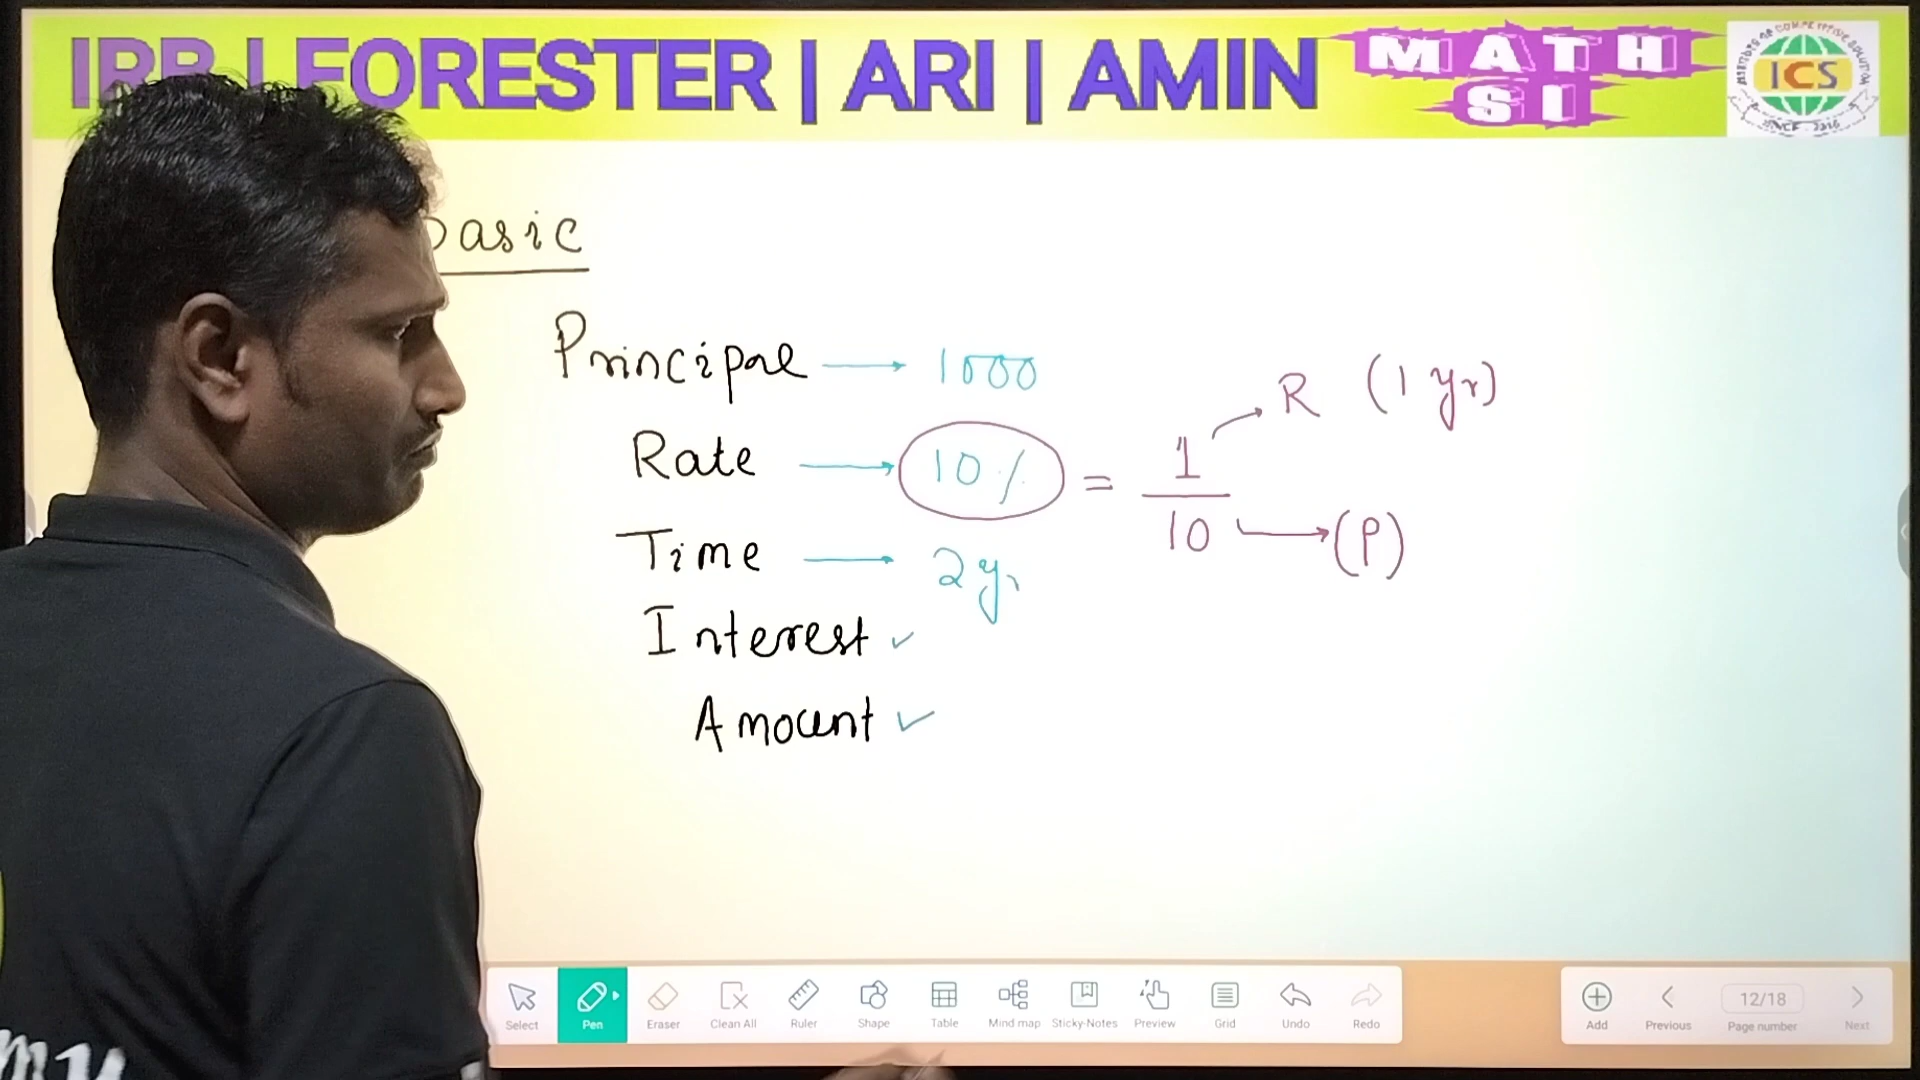 FORESTER | ARI | AMIN
MATH
SI
ICS
basic
Principal → 1000
Rate → 10% = 1/10
R (1 yr)
(P)
Time → 2yr
Interest ✓
Amount ✓
Select
Pen
Eraser
Clean All
Ruler
Shape
Table
Mind map
Sticky-Notes
Preview
Grid
Undo
Redo
Add
Previous
12/18
Page number
Next